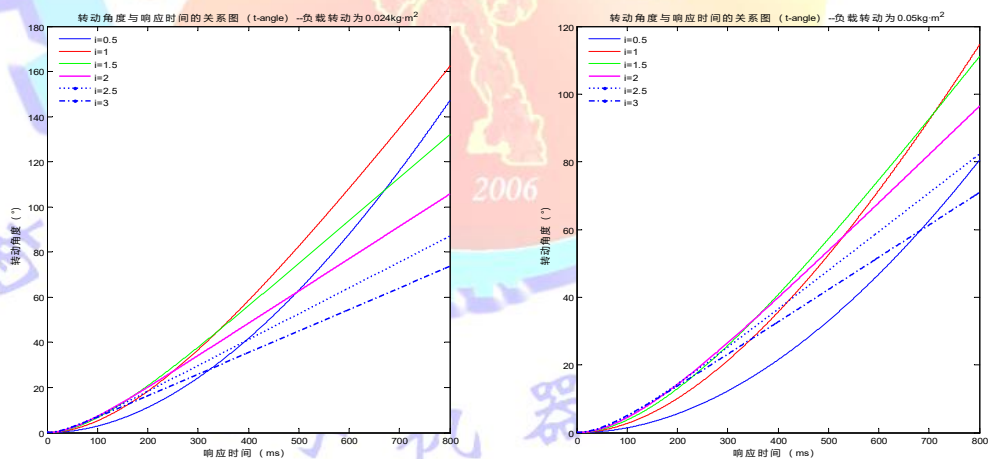 转动角度与响应时间的关系图 (t-angle) --负载转动为0.024kg·m²
180
160
140
120
100
80
60
40
20
0
i=0.5
i=1
i=1.5
i=2
i=2.5
i=3
转动角度 (°)
0 100 200 300 400 500 600 700 800
响应时间 (ms)
2006
转动角度与响应时间的关系图 (t-angle) --负载转动为0.05kg·m²
120
100
80
60
40
20
0
i=0.5
i=1
i=1.5
i=2
i=2.5
i=3
转动角度 (°)
0 100 200 300 400 500 600 700 800
响应时间 (ms)
机器